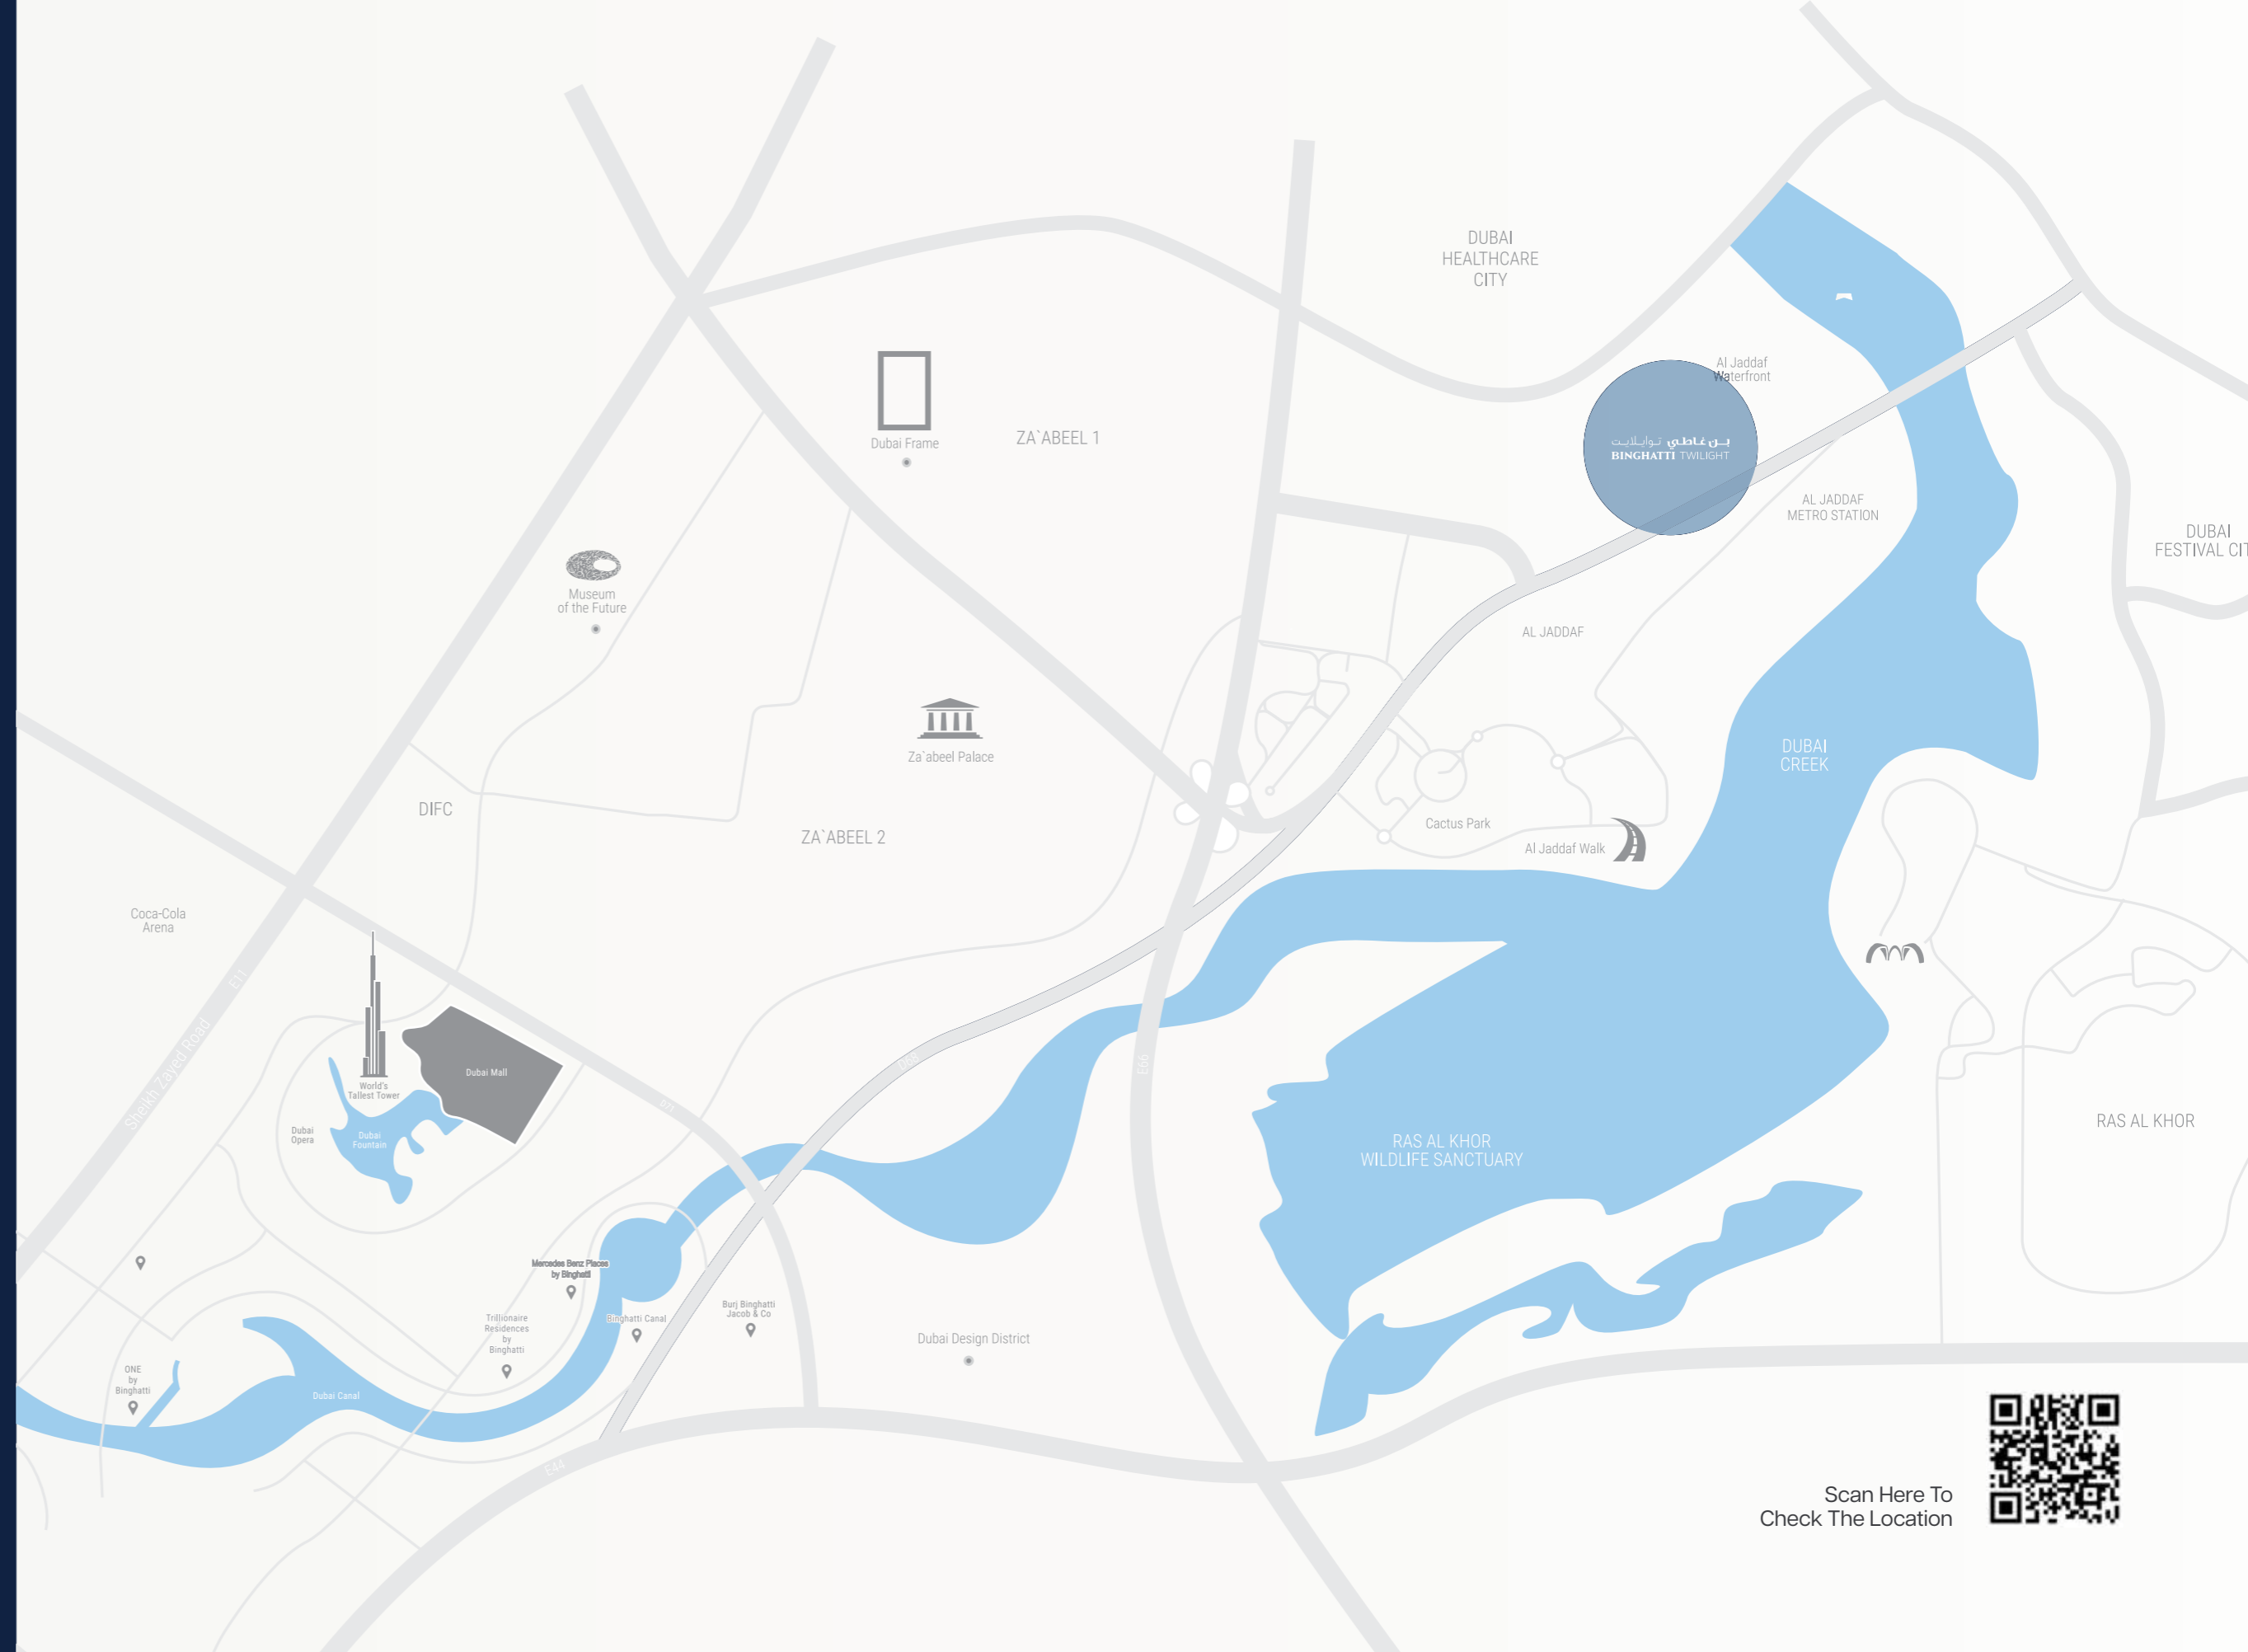 DUBAI
HEALTHCARE
CITY
Al Jaddaf
Waterfront
Dubai Frame
ZA`ABEEL 1
بن غاطي توايلايت
BINGHATTI TWILIGHT
AL JADDAF
METRO STATION
DUBAI
FESTIVAL CIT
Museum
of the Future
AL JADDAF
Za`abeel Palace
DUBAI
CREEK
DIFC
ZA`ABEEL 2
Cactus Park
Al Jaddaf Walk
Coca-Cola
Arena
E11
Sheikh Zayed Road
Dubai Mall
World's
Tallest Tower
Dubai
Opera
Dubai
Fountain
E66
RAS AL KHOR
WILDLIFE SANCTUARY
RAS AL KHOR
Mercedes Benz Places
by Binghatti
Trillionaire
Residences
by
Binghatti
Binghatti Canal
Burj Binghatti
Jacob & Co
Dubai Design District
ONE
by
Binghatti
Dubai Canal
E44
Scan Here To
Check The Location